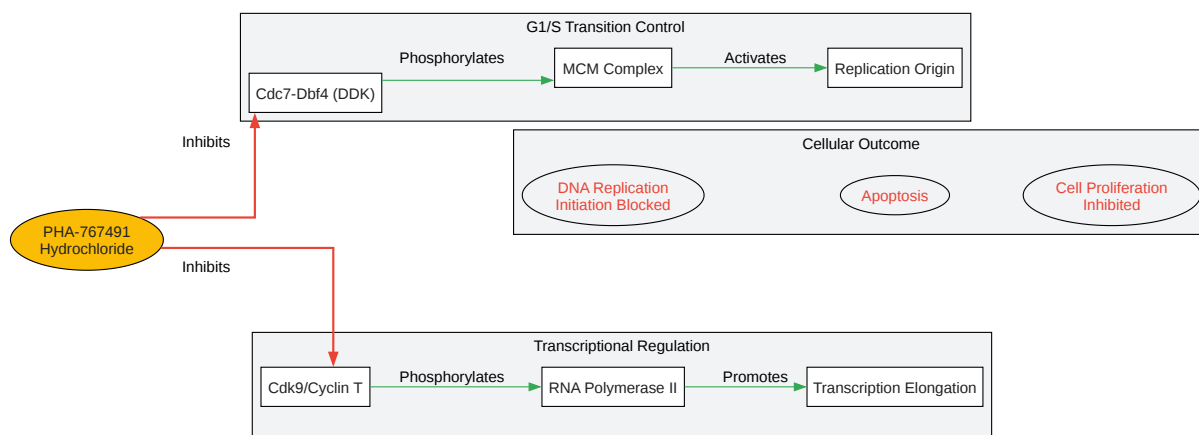 G1/S Transition Control
Phosphorylates
Activates
Cdc7-Dbf4 (DDK)
MCM Complex
Replication Origin
Inhibits
Cellular Outcome
DNA Replication
Initiation Blocked
Apoptosis
Cell Proliferation
Inhibited
PHA-767491
Hydrochloride
Inhibits
Transcriptional Regulation
Cdk9/Cyclin T
Phosphorylates
RNA Polymerase II
Promotes
Transcription Elongation